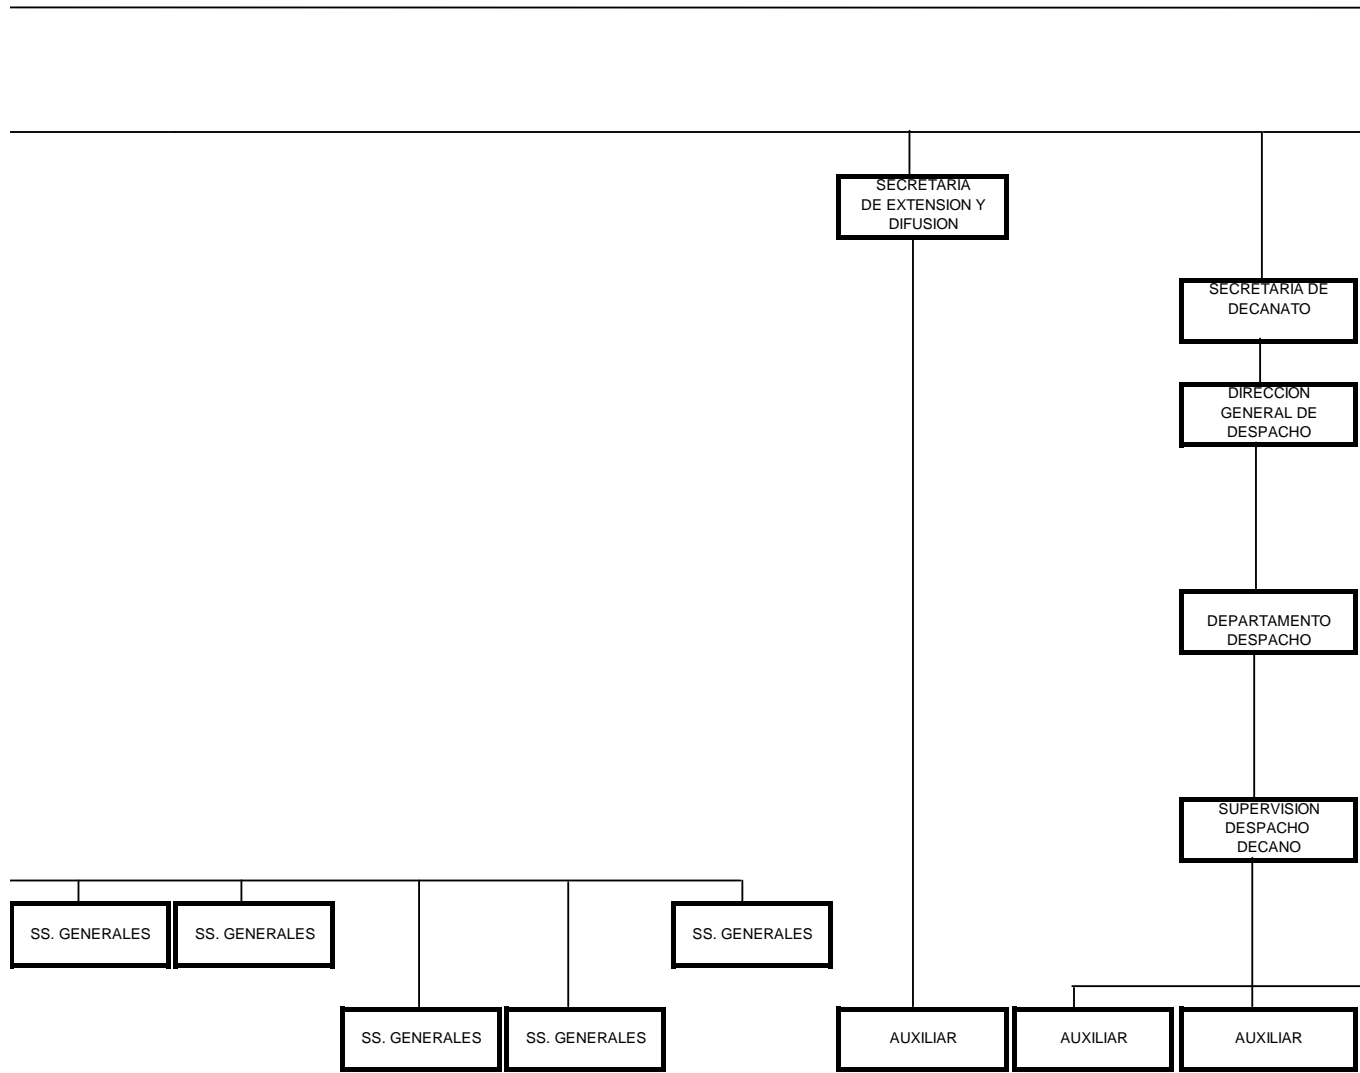 SECRETARIA
DE EXTENSION Y
DIFUSION
SECRETARIA DE
DECANATO
DIRECCION
GENERAL DE
DESPACHO
DEPARTAMENTO
DESPACHO
SUPERVISION
DESPACHO
DECANO
SS. GENERALES
SS. GENERALES
SS. GENERALES
SS. GENERALES
SS. GENERALES
AUXILIAR
AUXILIAR
AUXILIAR